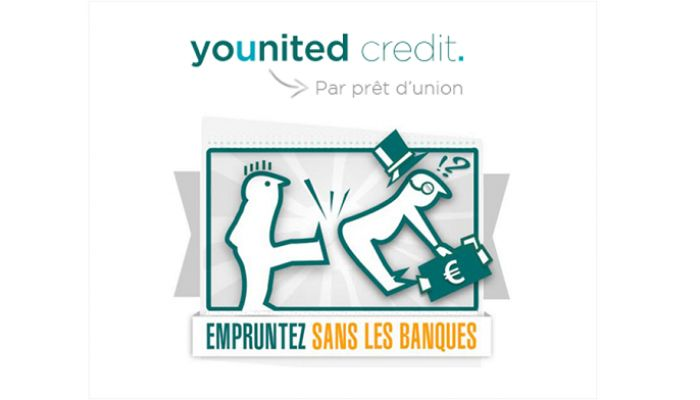 younited credit.
Par prêt d'union
!?
€
EMPRUNTEZ SANS LES BANQUES